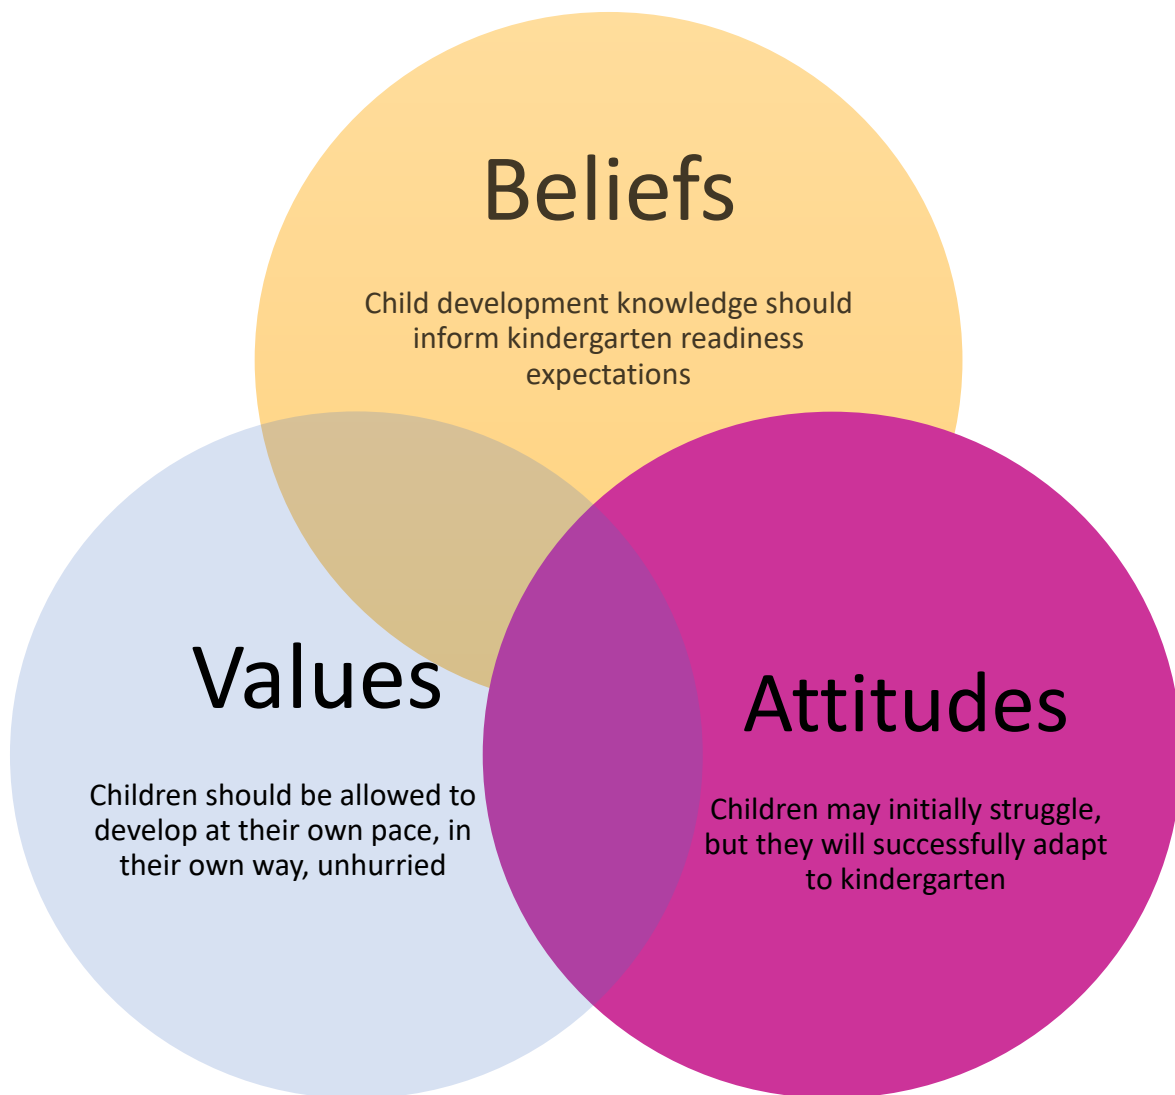 Beliefs
Child development knowledge should
inform kindergarten readiness
expectations
Values
Children should be allowed to
develop at their own pace, in
their own way, unhurried
Attitudes
Children may initially struggle,
but they will successfully adapt
to kindergarten